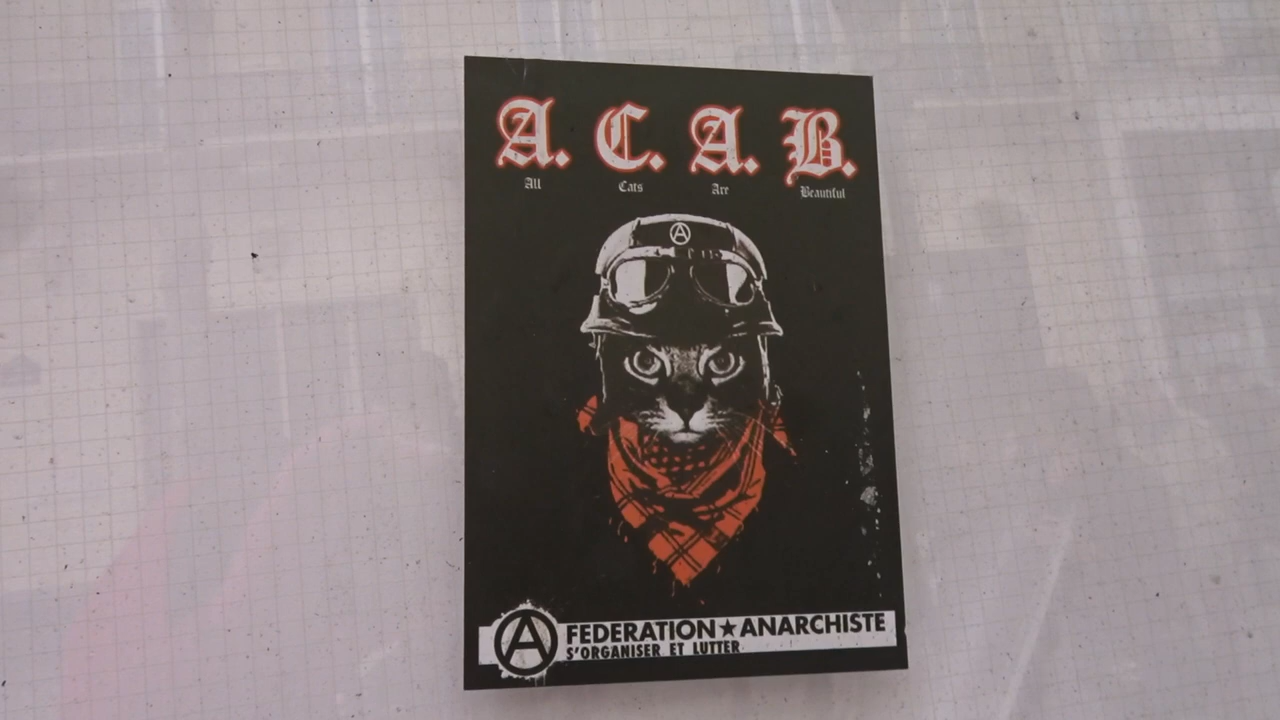 A. C. A. B.
All Cats Are Beautiful
FEDERATION★ANARCHISTE
S'ORGANISER ET LUTTER